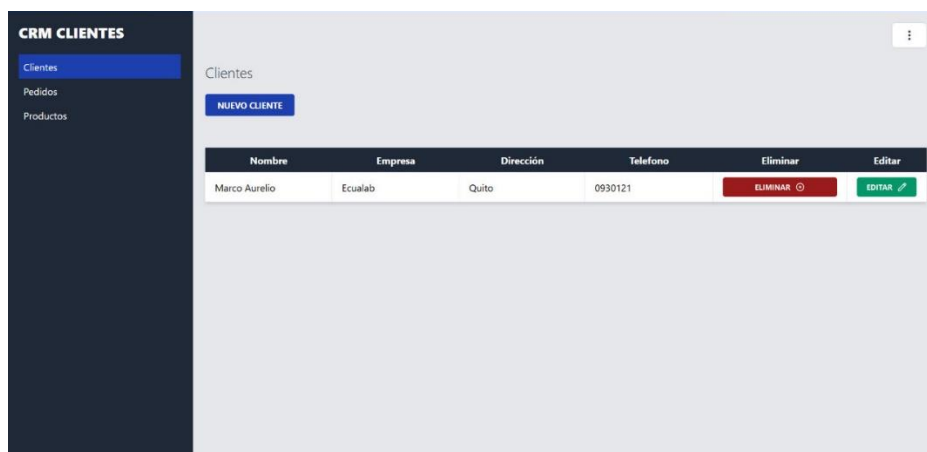 CRM CLIENTES
Clientes
Pedidos
Productos
Clientes
NUEVO CLIENTE
Nombre Empresa Dirección Telefono Eliminar Editar
Marco Aurelio Ecualab Quito 0930121 ELIMINAR EDITAR